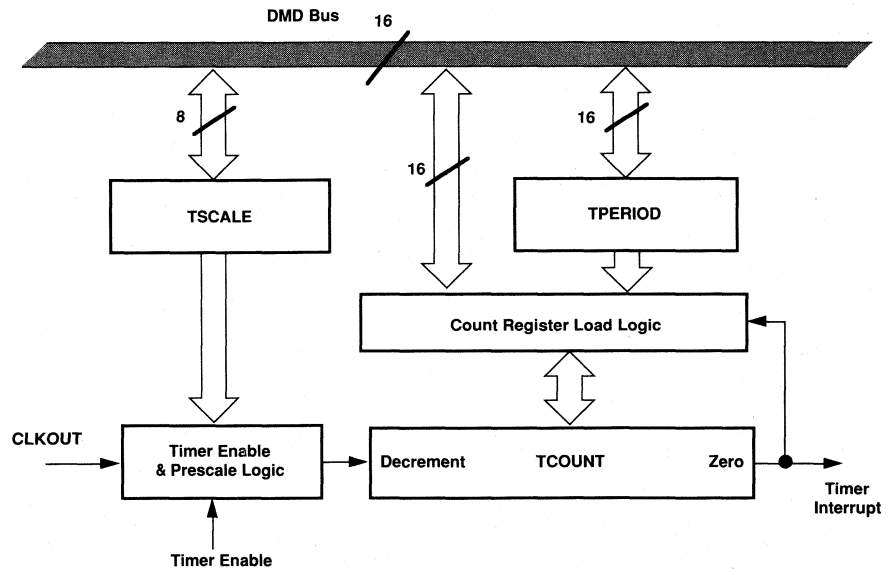 DMD Bus
16
8
16
16
TSCALE
TPERIOD
Count Register Load Logic
CLKOUT
Timer Enable
& Prescale Logic
Decrement
TCOUNT
Zero
Timer
Interrupt
Timer Enable